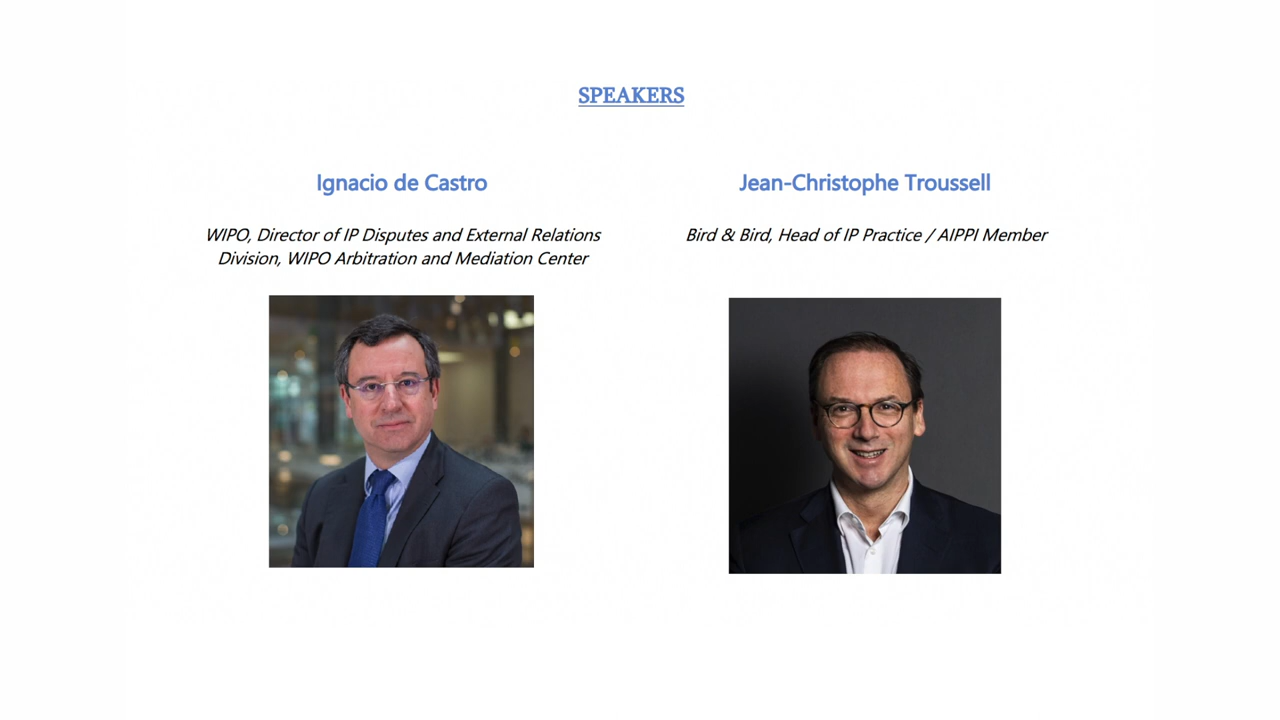 SPEAKERS
Ignacio de Castro
WIPO, Director of IP Disputes and External Relations
Division, WIPO Arbitration and Mediation Center
Jean-Christophe Troussell
Bird & Bird, Head of IP Practice / AIPPI Member